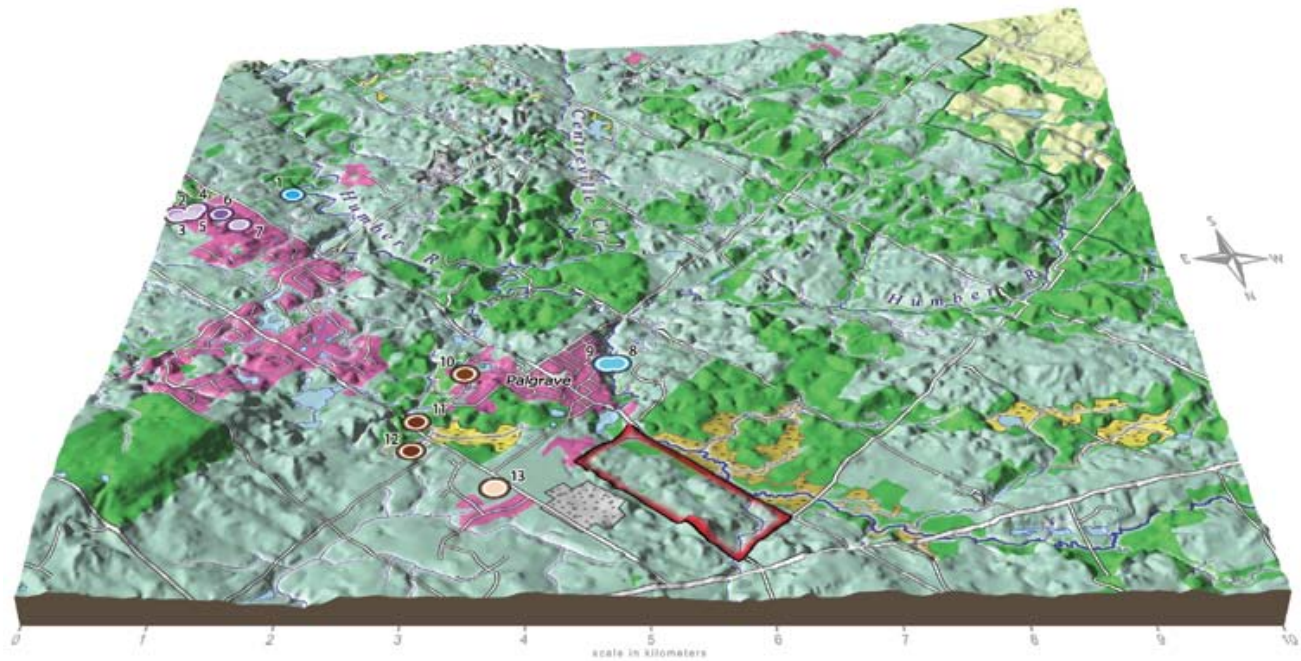 Centreville Cr.
1
4
2
6
3
5
7
Humber
R.
S
E
W
N
Humber R.
9
8
10
Palgrave
11
12
13
0 1 2 3 4 5 6 7 8 9 10
scale in kilometers